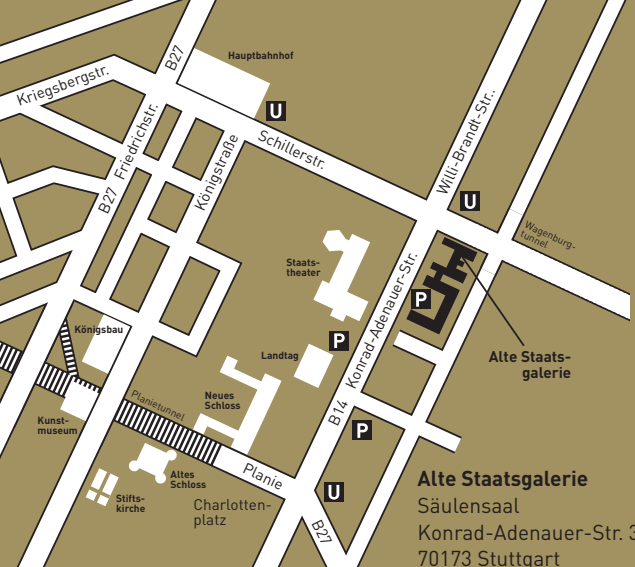 B27
Hauptbahnhof
Kriegsbergstr.
U
Schillerstr.
B27 Friedrichstr.
Königstraße
Willi-Brandt-Str.
U
Wagenburg-
tunnel
Staats-
theater
P
Konrad-Adenauer-Str.
B14
P
Königsbau
Landtag
Alte Staats-
galerie
Planietunnel
Neues
Schloss
Kunst-
museum
P
Planie
Altes
Schloss
Stifts-
kirche
Charlotten-
platz
U
B27
Alte Staatsgalerie
Säulensaal
Konrad-Adenauer-Str. 3
70173 Stuttgart